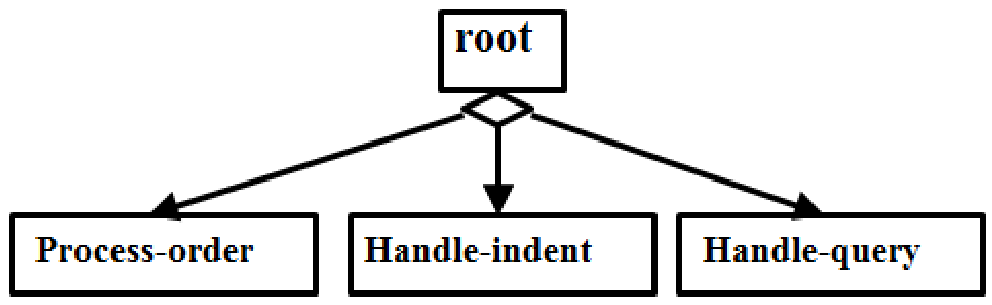 root
Process-order
Handle-indent
Handle-query